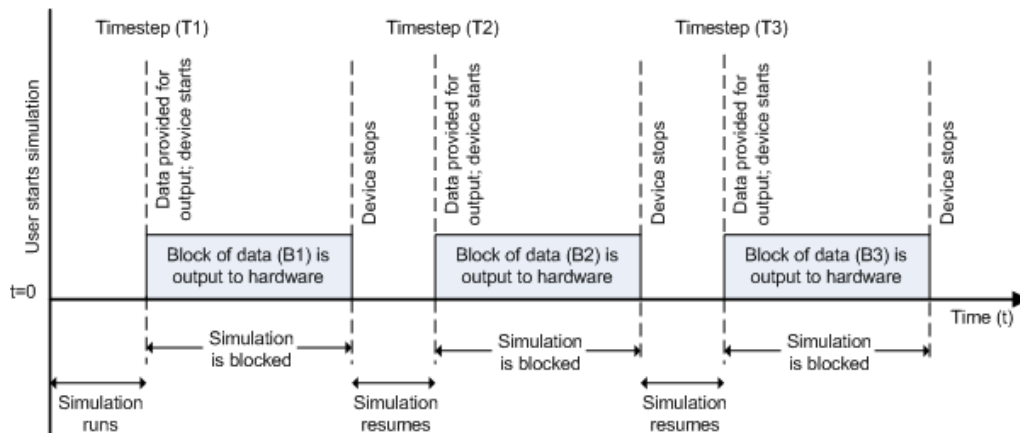 Timestep (T1)
Timestep (T2)
Timestep (T3)
User starts simulation
Data provided for
output; device starts
Device stops
Data provided for
output; device starts
Device stops
Data provided for
output; device starts
Device stops
Block of data (B1) is
output to hardware
Block of data (B2) is
output to hardware
Block of data (B3) is
output to hardware
t=0
Time (t)
Simulation
is blocked
Simulation
is blocked
Simulation
is blocked
Simulation
runs
Simulation
resumes
Simulation
resumes